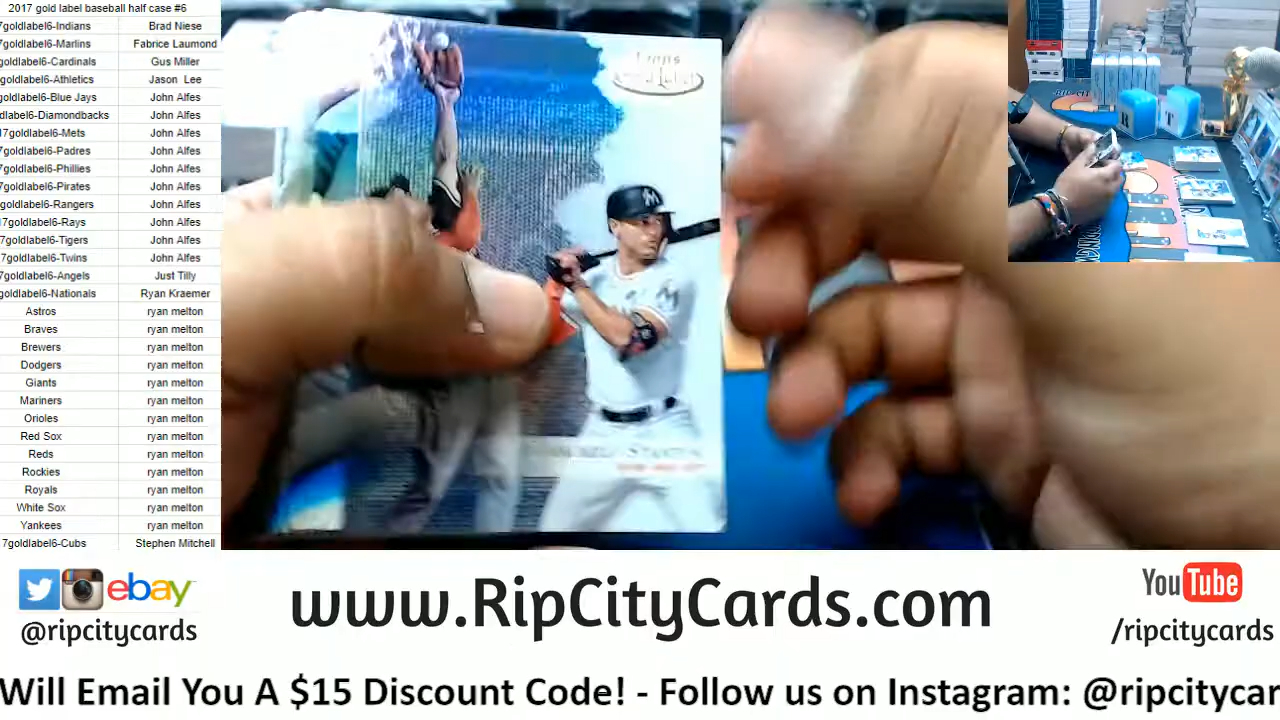 2017 gold label baseball half case #6
7goldlabel6-Indians Brad Niese
7goldlabel6-Marlins Fabrice Laumond
goldlabel6-Cardinals Gus Miller
goldlabel6-Athletics Jason Lee
goldlabel6-Blue Jays John Alfes
dlabel6-Diamondbacks John Alfes
17goldlabel6-Mets John Alfes
7goldlabel6-Padres John Alfes
7goldlabel6-Phillies John Alfes
7goldlabel6-Pirates John Alfes
goldlabel6-Rangers John Alfes
17goldlabel6-Rays John Alfes
7goldlabel6-Tigers John Alfes
7goldlabel6-Twins John Alfes
7goldlabel6-Angels Just Tilly
goldlabel6-Nationals Ryan Kraemer
Astros ryan melton
Braves ryan melton
Brewers ryan melton
Dodgers ryan melton
Giants ryan melton
Mariners ryan melton
Orioles ryan melton
Red Sox ryan melton
Reds ryan melton
Rockies ryan melton
Royals ryan melton
White Sox ryan melton
Yankees ryan melton
7goldlabel6-Cubs Stephen Mitchell
Topps
Gold Label
M
ebay
@ripcitycards
www.RipCityCards.com
YouTube
/ripcitycards
Will Email You A $15 Discount Code! - Follow us on Instagram: @ripcitycar